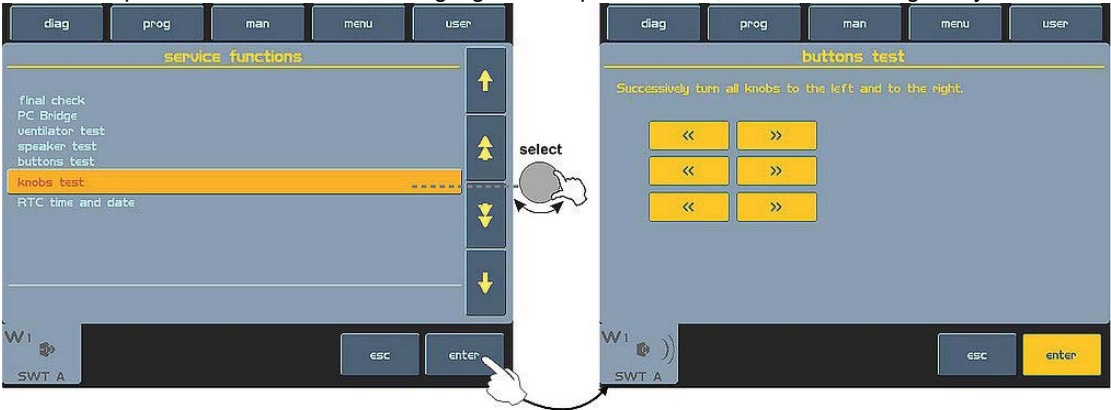 diag prog man menu user
service functions
final check
PC Bridge
ventilator test
speaker test
buttons test
knobs test
RTC time and date
W1
SWT A
esc enter
select
diag prog man menu user
buttons test
Successively turn all knobs to the left and to the right.
« »
« »
« »
W1
SWT A
esc enter